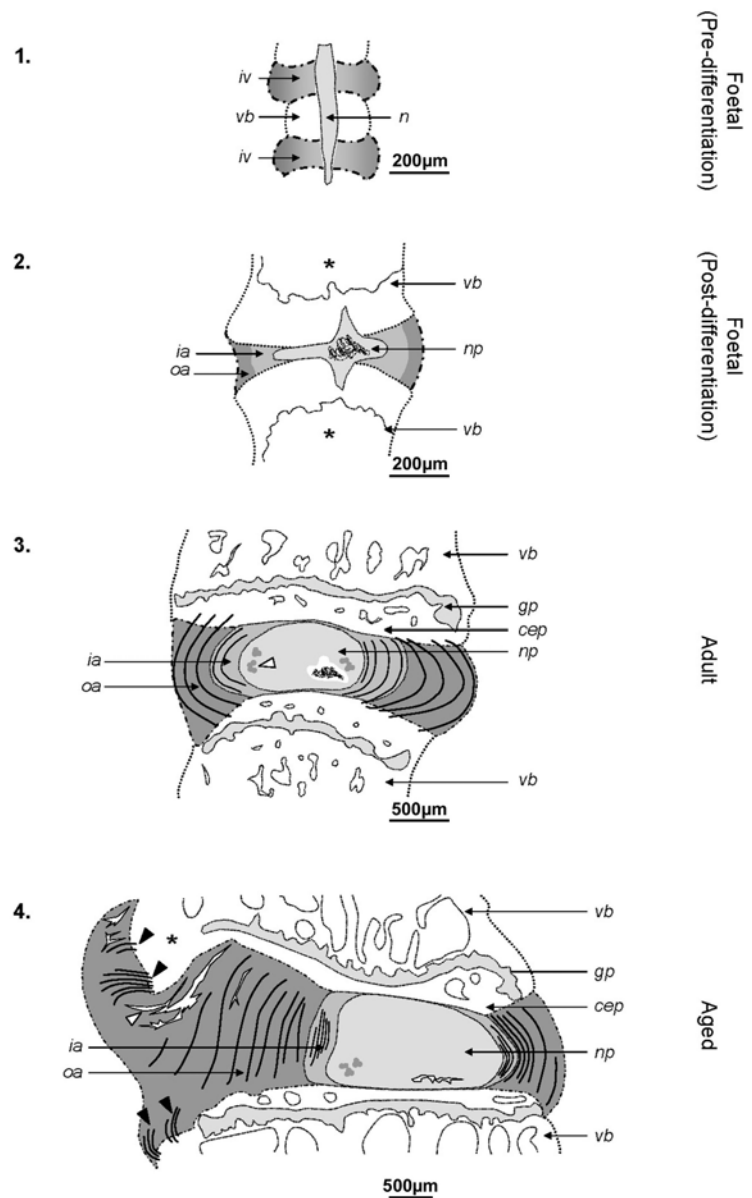 1.
iv
vb
n
iv
200μm
Foetal
(Pre-differentiation)
2.
*
vb
ia
np
oa
vb
*
200μm
Foetal
(Post-differentiation)
3.
vb
gp
cep
np
ia
oa
vb
500μm
Adult
4.
*
vb
gp
cep
ia
np
oa
vb
500μm
Aged